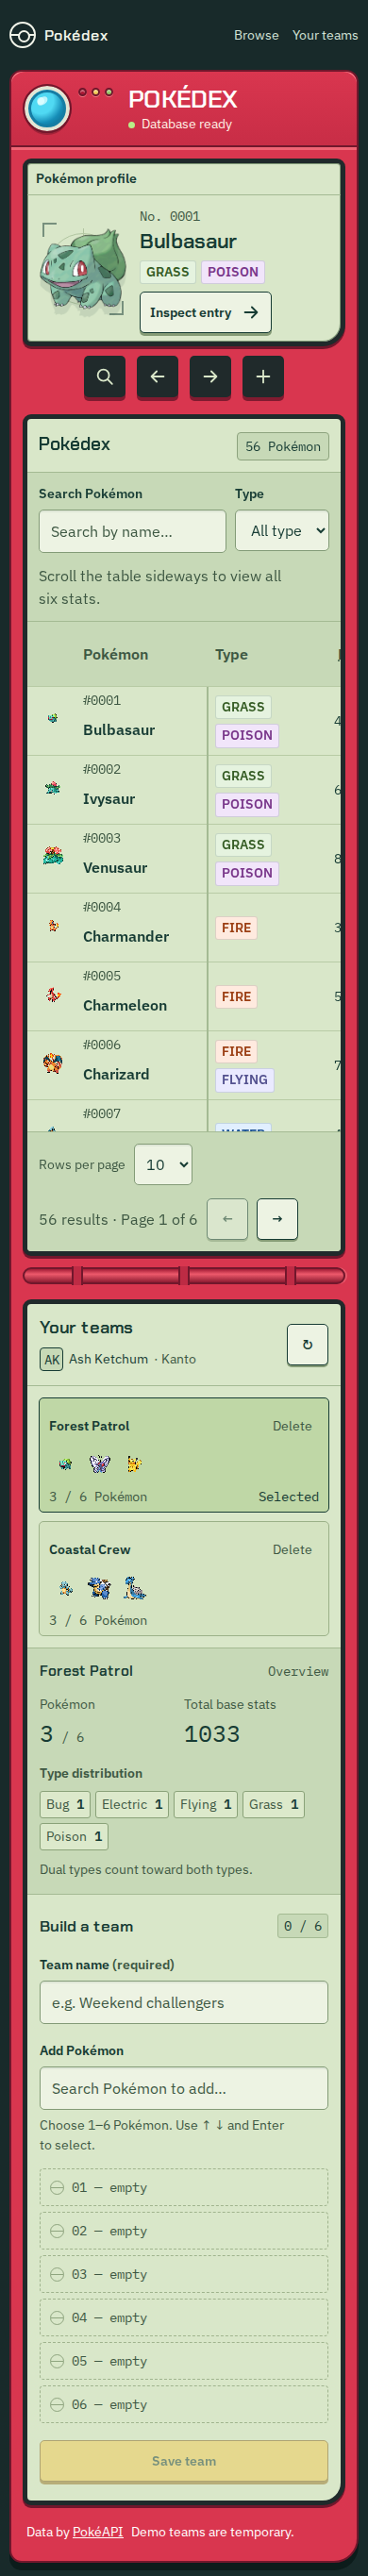 Pokédex
Browse Your teams
POKÉDEX
Database ready
Pokémon profile
No. 0001
Bulbasaur
GRASS POISON
Inspect entry →
← → +
Pokédex
56 Pokémon
Search Pokémon Type
Search by name... All type
Scroll the table sideways to view all
six stats.
Pokémon Type
#0001
Bulbasaur
GRASS
POISON
#0002
Ivysaur
GRASS
POISON
#0003
Venusaur
GRASS
POISON
#0004
Charmander
FIRE
#0005
Charmeleon
FIRE
#0006
Charizard
FIRE
FLYING
#0007
WATER
Rows per page 10
56 results · Page 1 of 6 ← →
Your teams
AK Ash Ketchum · Kanto
↻
Forest Patrol Delete
3 / 6 Pokémon Selected
Coastal Crew Delete
3 / 6 Pokémon
Forest Patrol Overview
Pokémon Total base stats
3 / 6 1033
Type distribution
Bug 1 Electric 1 Flying 1 Grass 1
Poison 1
Dual types count toward both types.
Build a team 0 / 6
Team name (required)
e.g. Weekend challengers
Add Pokémon
Search Pokémon to add...
Choose 1–6 Pokémon. Use ↑ ↓ and Enter
to select.
01 — empty
02 — empty
03 — empty
04 — empty
05 — empty
06 — empty
Save team
Data by PokéAPI Demo teams are temporary.